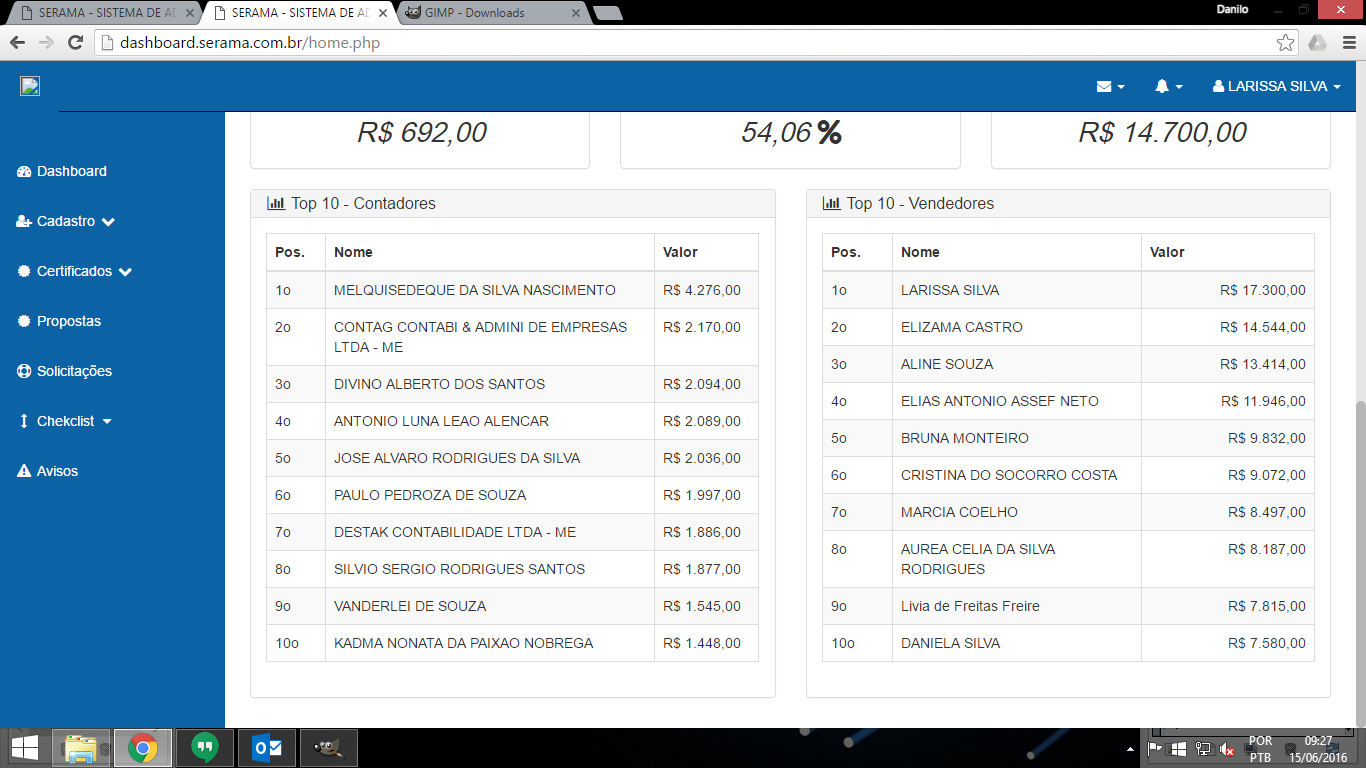 SERAMA - SISTEMA DE AD
SERAMA - SISTEMA DE AD
GIMP - Downloads
Danilo
dashboard.serama.com.br/home.php
LARISSA SILVA
Dashboard
Cadastro
Certificados
Propostas
Solicitações
Chekclist
Avisos
R$ 692,00
54,06 %
R$ 14.700,00
Top 10 - Contadores
Pos. Nome Valor
1o MELQUISEDEQUE DA SILVA NASCIMENTO R$ 4.276,00
2o CONTAG CONTABI & ADMINI DE EMPRESAS R$ 2.170,00
LTDA - ME
3o DIVINO ALBERTO DOS SANTOS R$ 2.094,00
4o ANTONIO LUNA LEAO ALENCAR R$ 2.089,00
5o JOSE ALVARO RODRIGUES DA SILVA R$ 2.036,00
6o PAULO PEDROZA DE SOUZA R$ 1.997,00
7o DESTAK CONTABILIDADE LTDA - ME R$ 1.886,00
8o SILVIO SERGIO RODRIGUES SANTOS R$ 1.877,00
9o VANDERLEI DE SOUZA R$ 1.545,00
10o KADMA NONATA DA PAIXAO NOBREGA R$ 1.448,00
Top 10 - Vendedores
Pos. Nome Valor
1o LARISSA SILVA R$ 17.300,00
2o ELIZAMA CASTRO R$ 14.544,00
3o ALINE SOUZA R$ 13.414,00
4o ELIAS ANTONIO ASSEF NETO R$ 11.946,00
5o BRUNA MONTEIRO R$ 9.832,00
6o CRISTINA DO SOCORRO COSTA R$ 9.072,00
7o MARCIA COELHO R$ 8.497,00
8o AUREA CELIA DA SILVA R$ 8.187,00
RODRIGUES
9o Livia de Freitas Freire R$ 7.815,00
10o DANIELA SILVA R$ 7.580,00
POR 09:27
PTB 15/06/2016